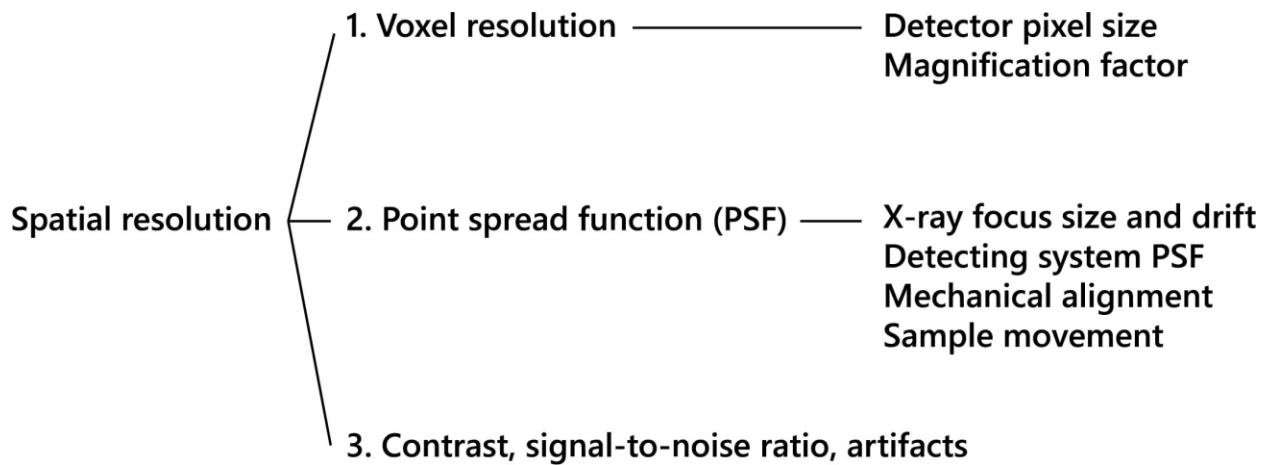 1. Voxel resolution
Detector pixel size
Magnification factor
Spatial resolution
2. Point spread function (PSF)
X-ray focus size and drift
Detecting system PSF
Mechanical alignment
Sample movement
3. Contrast, signal-to-noise ratio, artifacts